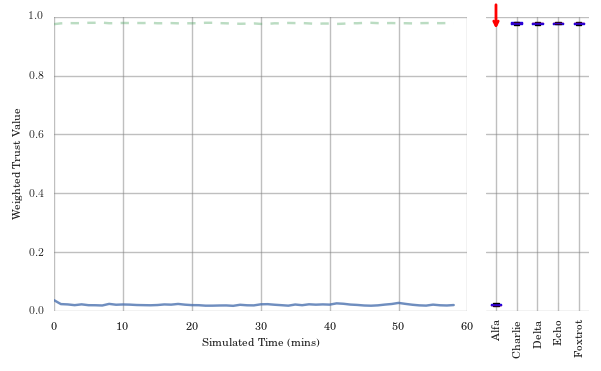 1.0
0.8
0.6
0.4
0.2
0.0
Weighted Trust Value
0 10 20 30 40 50 60
Simulated Time (mins)
Alfa
Charlie
Delta
Echo
Foxtrot